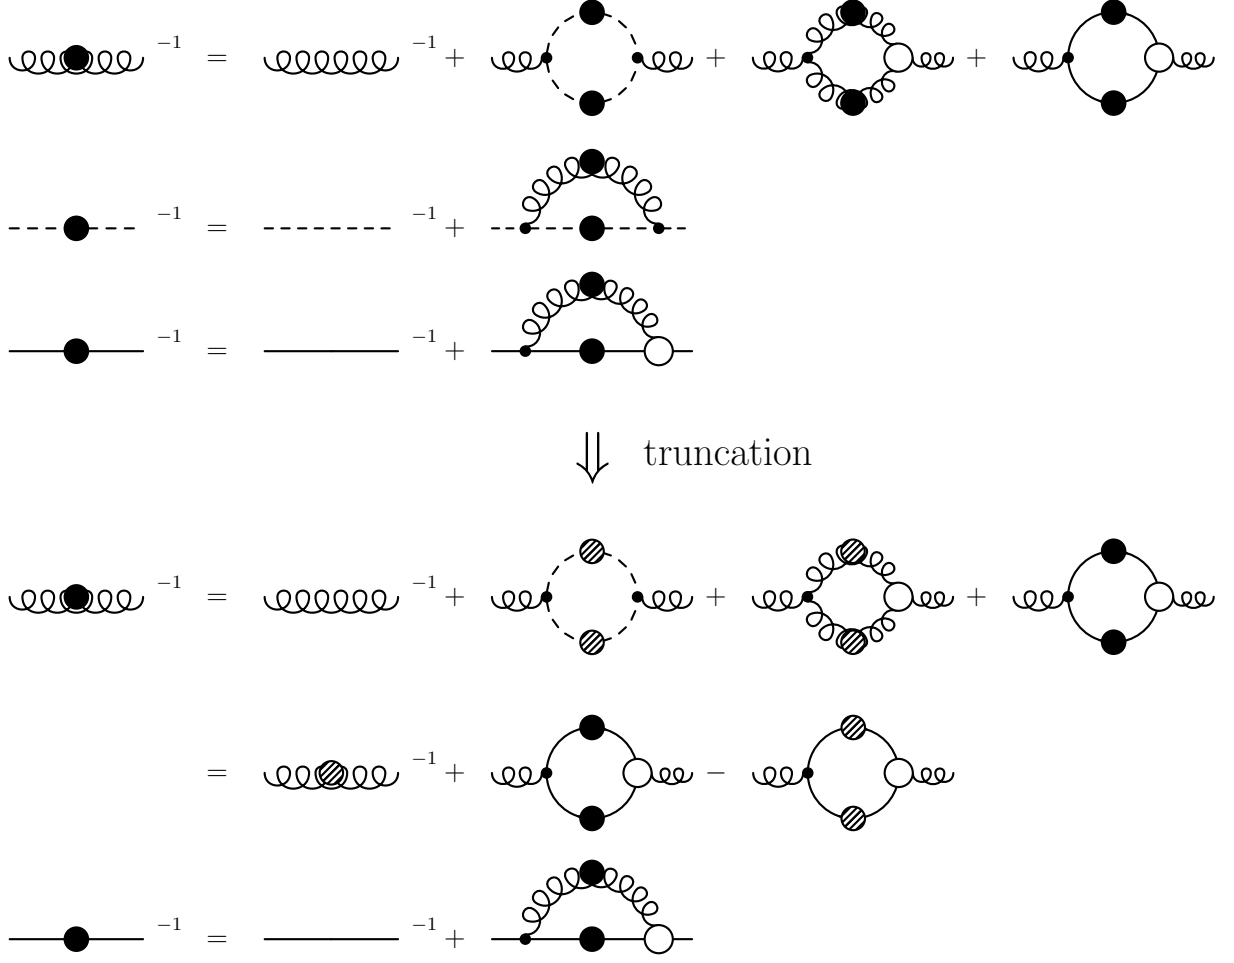 −1 = −1 + + +
−1 = −1 +
−1 = −1 +
⇓ truncation
−1 = −1 + + +
= −1 + −
−1 = −1 +